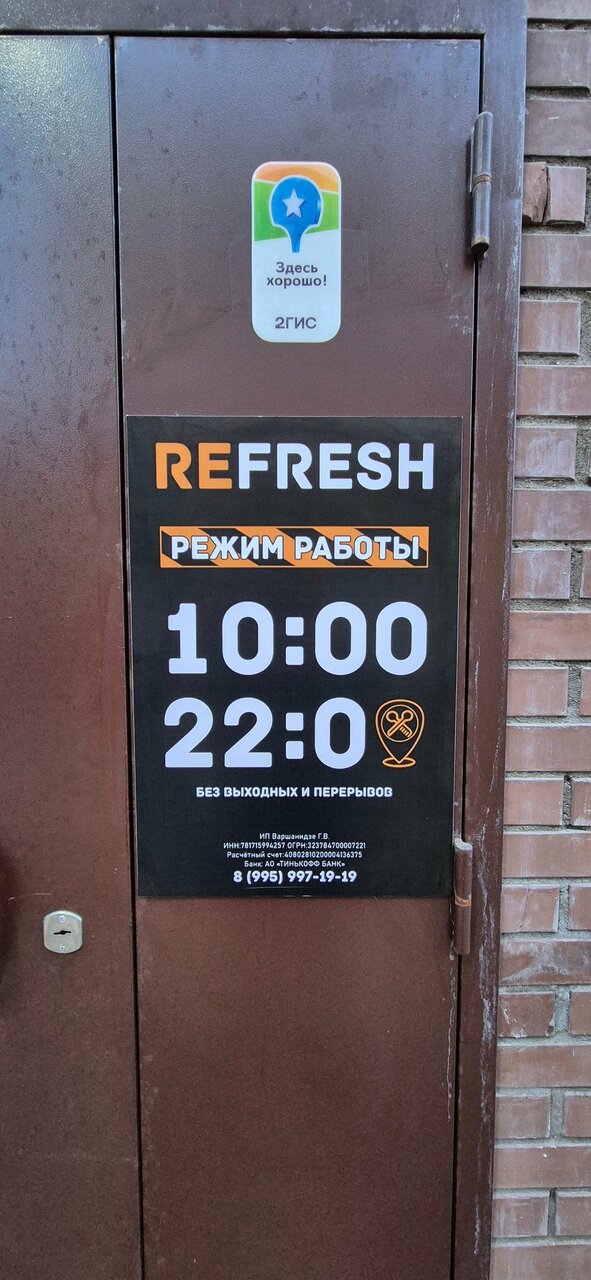 Здесь
хорошо!
2ГИС
REFRESH
РЕЖИМ РАБОТЫ
10:00
22:0
БЕЗ ВЫХОДНЫХ И ПЕРЕРЫВОВ
ИП Варшанидзе Г.В.
ИНН:781715994257 ОГРН:323784700007221
Расчётный счет:40802810200004136375
Банк: АО «ТИНЬКОФФ БАНК»
8 (995) 997-19-19